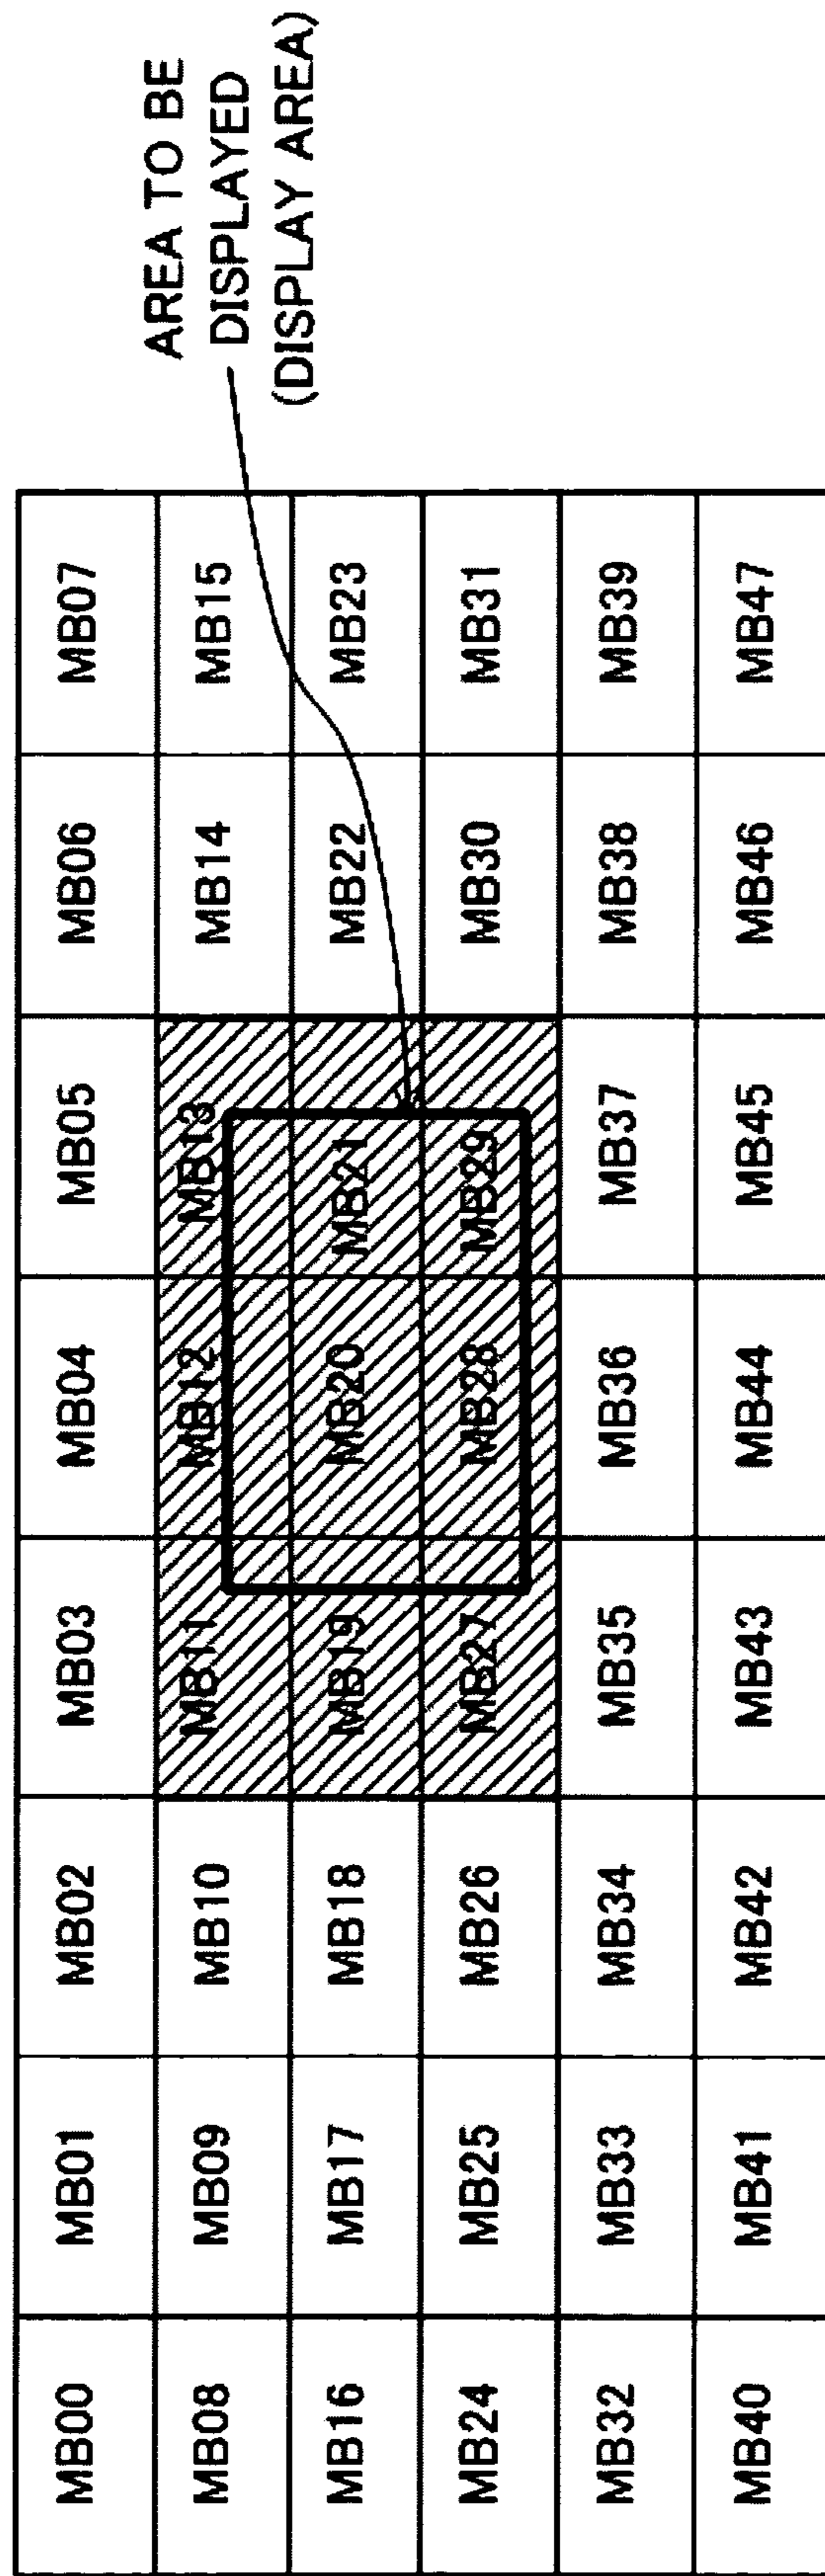 AREA TO BE
DISPLAYED
(DISPLAY AREA)
MB00 MB01 MB02 MB03 MB04 MB05 MB06 MB07
MB08 MB09 MB10 MB11 MB12 MB13 MB14 MB15
MB16 MB17 MB18 MB19 MB20 MB21 MB22 MB23
MB24 MB25 MB26 MB27 MB28 MB29 MB30 MB31
MB32 MB33 MB34 MB35 MB36 MB37 MB38 MB39
MB40 MB41 MB42 MB43 MB44 MB45 MB46 MB47